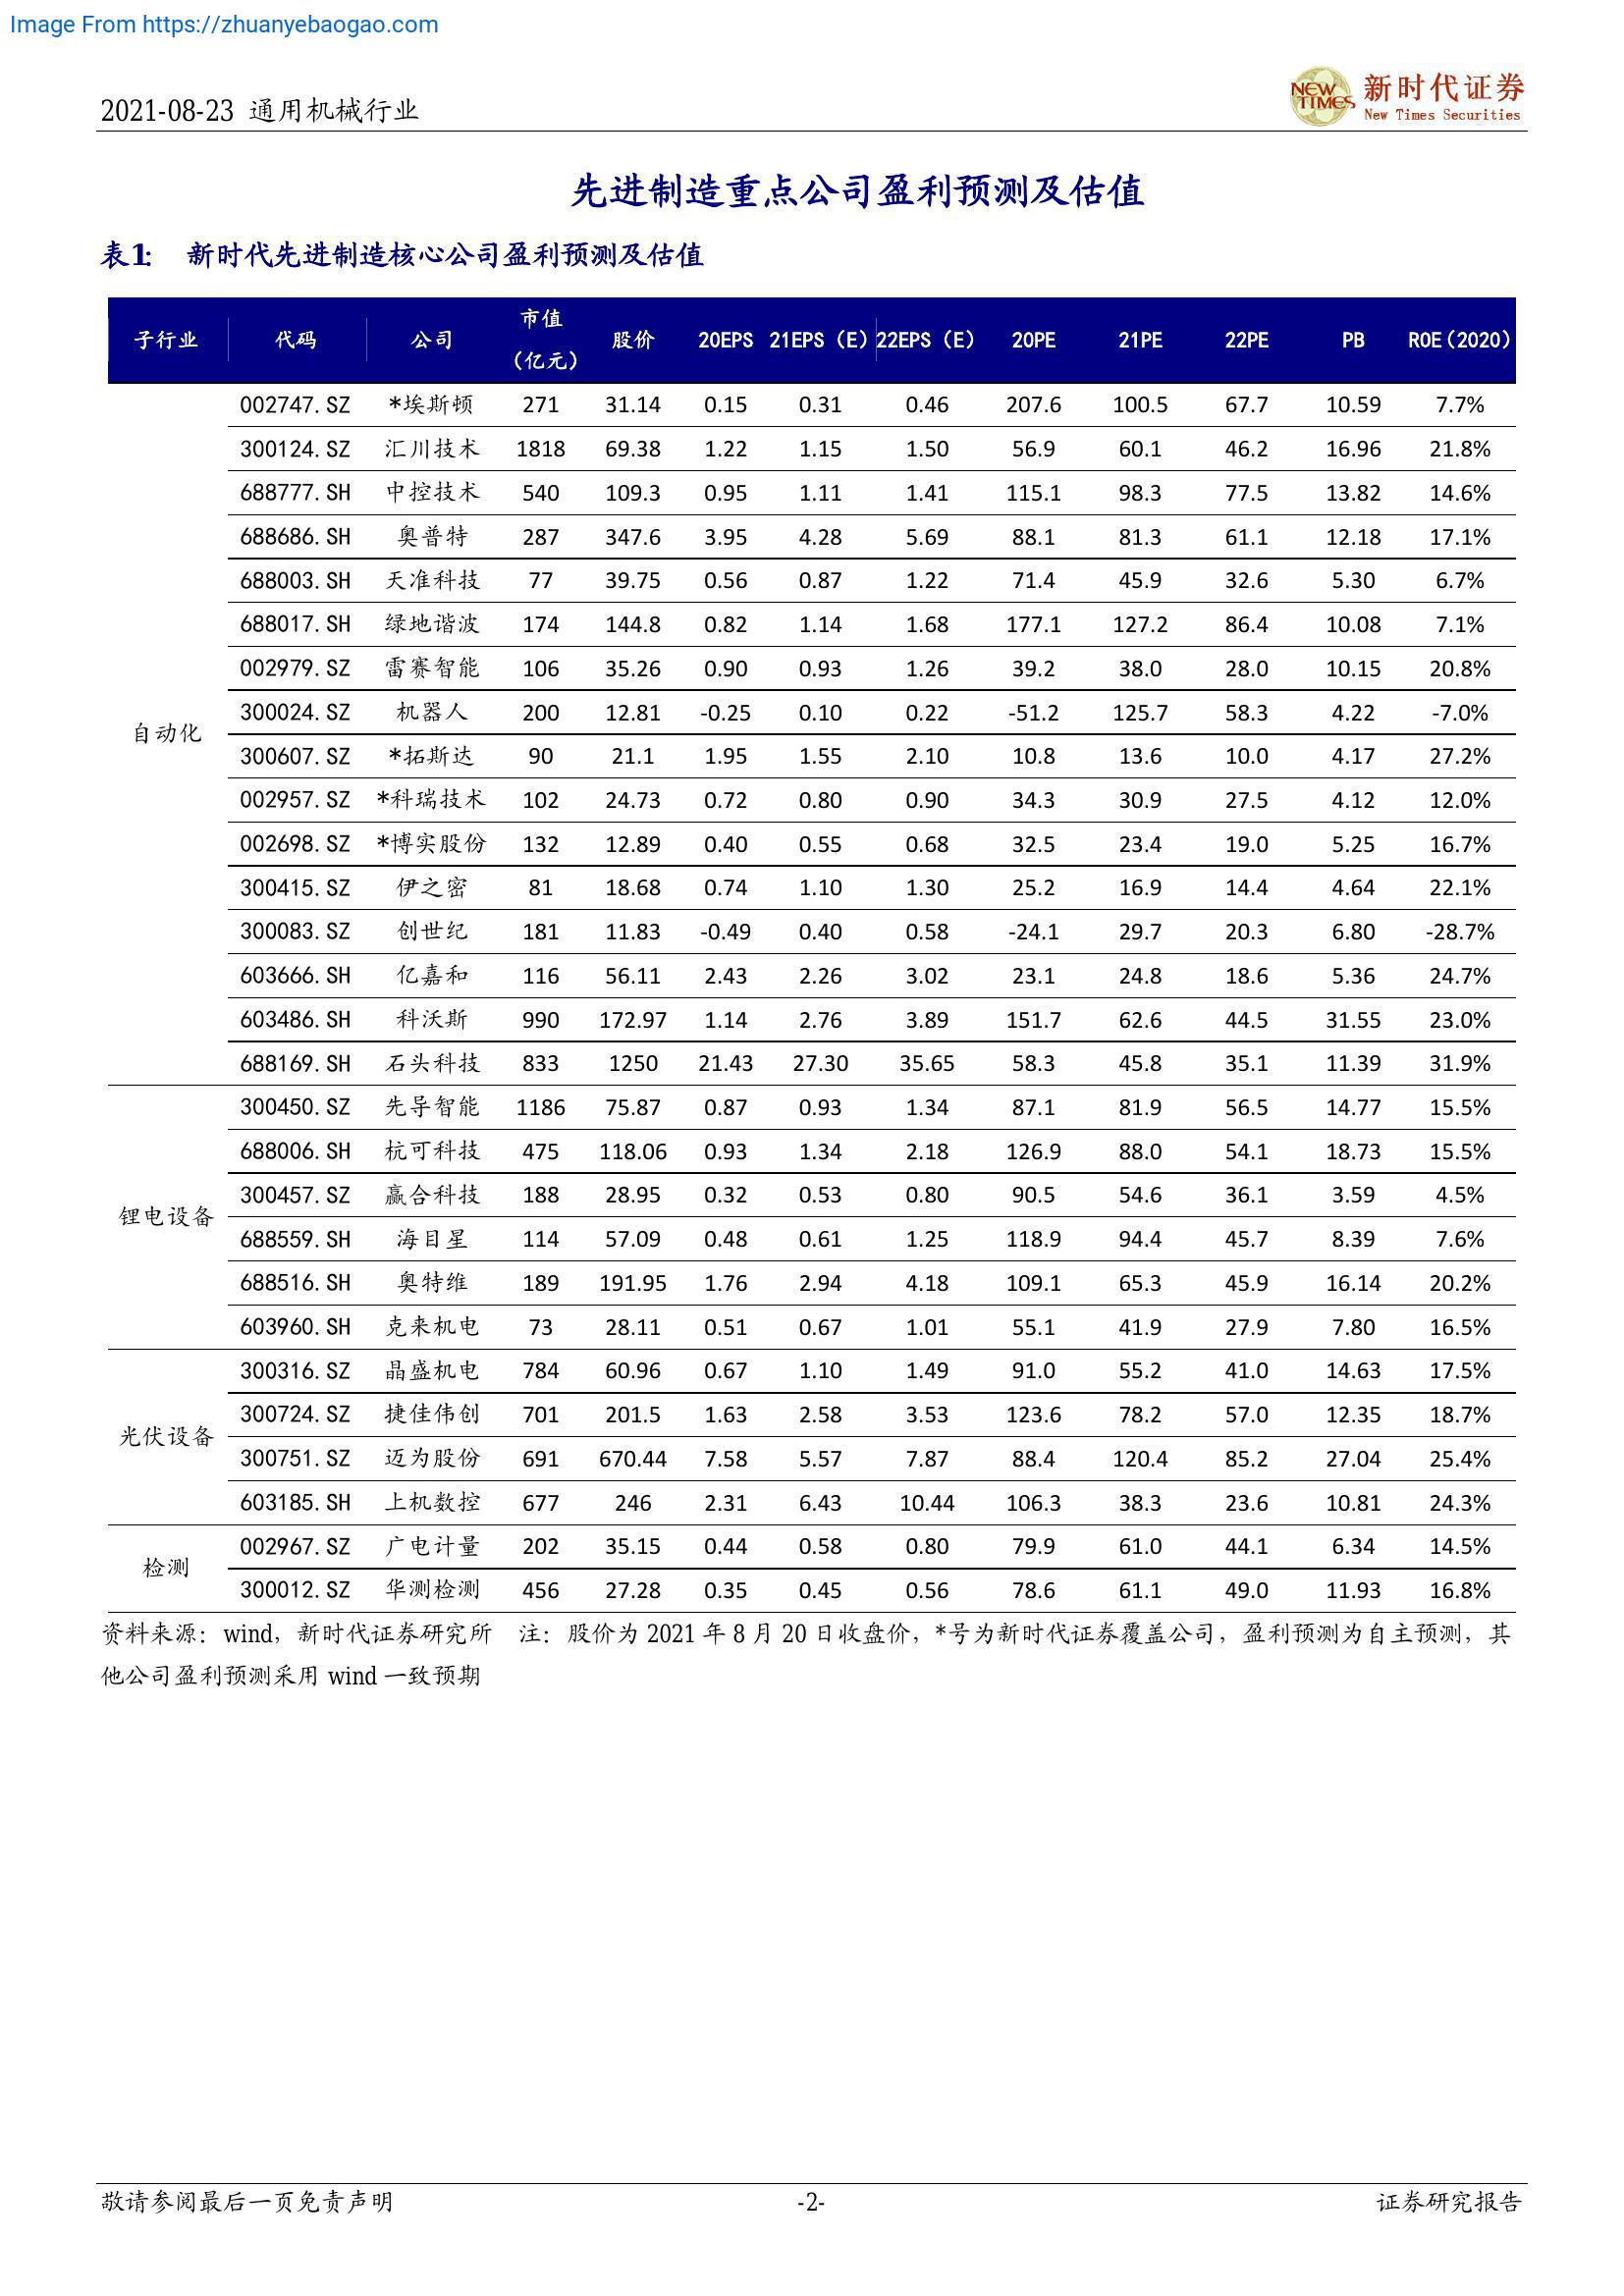 Image From https://zhuanyebaogao.com
2021-08-23 通用机械行业
NEW TIMES 新时代证券
New Times Securities
先进制造重点公司盈利预测及估值
表1: 新时代先进制造核心公司盈利预测及估值
子行业 代码 公司 市值（亿元） 股价 20EPS 21EPS（E） 22EPS（E） 20PE 21PE 22PE PB ROE(2020)
自动化
002747.SZ *埃斯顿 271 31.14 0.15 0.31 0.46 207.6 100.5 67.7 10.59 7.7%
300124.SZ 汇川技术 1818 69.38 1.22 1.15 1.50 56.9 60.1 46.2 16.96 21.8%
688777.SH 中控技术 540 109.3 0.95 1.11 1.41 115.1 98.3 77.5 13.82 14.6%
688686.SH 奥普特 287 347.6 3.95 4.28 5.69 88.1 81.3 61.1 12.18 17.1%
688003.SH 天准科技 77 39.75 0.56 0.87 1.22 71.4 45.9 32.6 5.30 6.7%
688017.SH 绿地谐波 174 144.8 0.82 1.14 1.68 177.1 127.2 86.4 10.08 7.1%
002979.SZ 雷赛智能 106 35.26 0.90 0.93 1.26 39.2 38.0 28.0 10.15 20.8%
300024.SZ 机器人 200 12.81 -0.25 0.10 0.22 -51.2 125.7 58.3 4.22 -7.0%
300607.SZ *拓斯达 90 21.1 1.95 1.55 2.10 10.8 13.6 10.0 4.17 27.2%
002957.SZ *科瑞技术 102 24.73 0.72 0.80 0.90 34.3 30.9 27.5 4.12 12.0%
002698.SZ *博实股份 132 12.89 0.40 0.55 0.68 32.5 23.4 19.0 5.25 16.7%
300415.SZ 伊之密 81 18.68 0.74 1.10 1.30 25.2 16.9 14.4 4.64 22.1%
300083.SZ 创世纪 181 11.83 -0.49 0.40 0.58 -24.1 29.7 20.3 6.80 -28.7%
603666.SH 亿嘉和 116 56.11 2.43 2.26 3.02 23.1 24.8 18.6 5.36 24.7%
603486.SH 科沃斯 990 172.97 1.14 2.76 3.89 151.7 62.6 44.5 31.55 23.0%
688169.SH 石头科技 833 1250 21.43 27.30 35.65 58.3 45.8 35.1 11.39 31.9%
锂电设备
300450.SZ 先导智能 1186 75.87 0.87 0.93 1.34 87.1 81.9 56.5 14.77 15.5%
688006.SH 杭可科技 475 118.06 0.93 1.34 2.18 126.9 88.0 54.1 18.73 15.5%
300457.SZ 赢合科技 188 28.95 0.32 0.53 0.80 90.5 54.6 36.1 3.59 4.5%
688559.SH 海目星 114 57.09 0.48 0.61 1.25 118.9 94.4 45.7 8.39 7.6%
688516.SH 奥特维 189 191.95 1.76 2.94 4.18 109.1 65.3 45.9 16.14 20.2%
603960.SH 克来机电 73 28.11 0.51 0.67 1.01 55.1 41.9 27.9 7.80 16.5%
光伏设备
300316.SZ 晶盛机电 784 60.96 0.67 1.10 1.49 91.0 55.2 41.0 14.63 17.5%
300724.SZ 捷佳伟创 701 201.5 1.63 2.58 3.53 123.6 78.2 57.0 12.35 18.7%
300751.SZ 迈为股份 691 670.44 7.58 5.57 7.87 88.4 120.4 85.2 27.04 25.4%
603185.SH 上机数控 677 246 2.31 6.43 10.44 106.3 38.3 23.6 10.81 24.3%
检测
002967.SZ 广电计量 202 35.15 0.44 0.58 0.80 79.9 61.0 44.1 6.34 14.5%
300012.SZ 华测检测 456 27.28 0.35 0.45 0.56 78.6 61.1 49.0 11.93 16.8%
资料来源：wind，新时代证券研究所 注：股价为 2021 年 8 月 20 日收盘价，*号为新时代证券覆盖公司，盈利预测为自主预测，其
他公司盈利预测采用 wind 一致预期
敬请参阅最后一页免责声明 -2- 证券研究报告